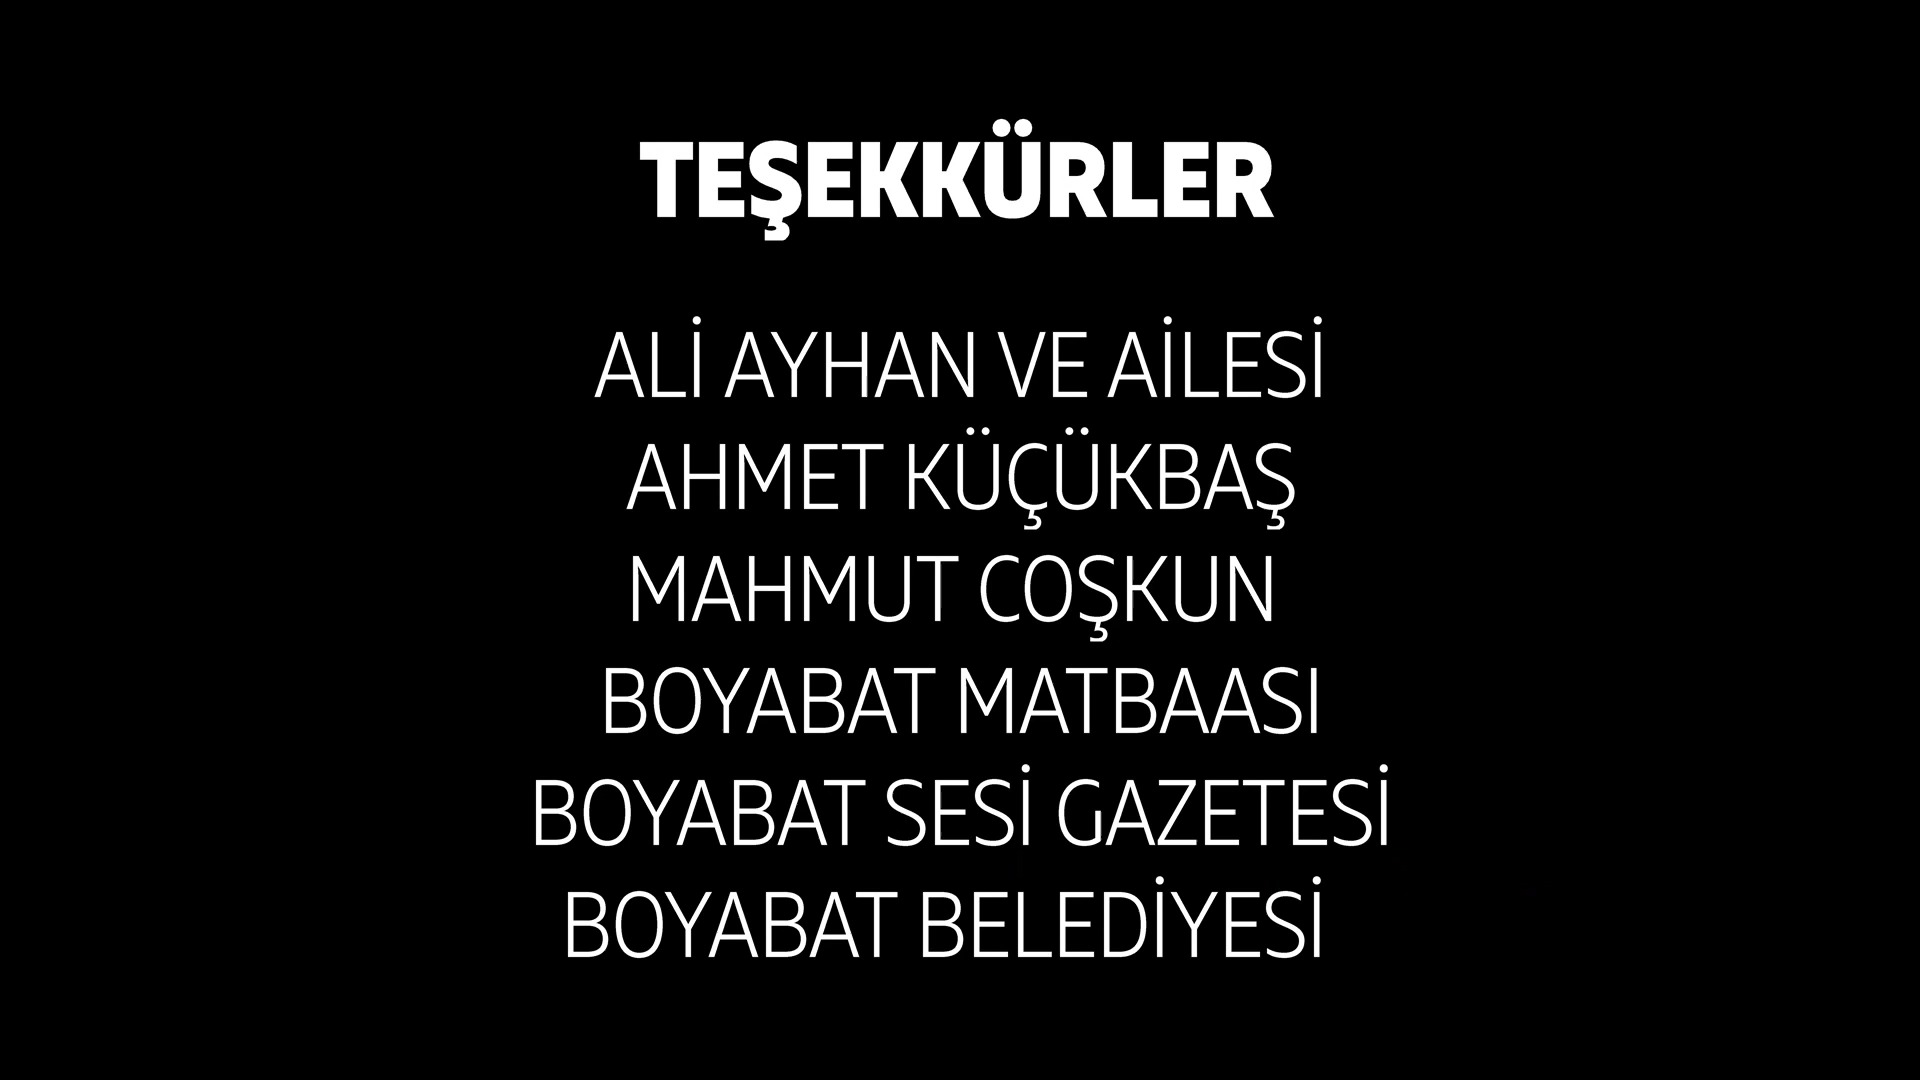 TEŞEKKÜRLER
ALİ AYHAN VE AİLESİ
AHMET KÜÇÜKBAŞ
MAHMUT COŞKUN
BOYABAT MATBAASI
BOYABAT SESİ GAZETESİ
BOYABAT BELEDİYESİ